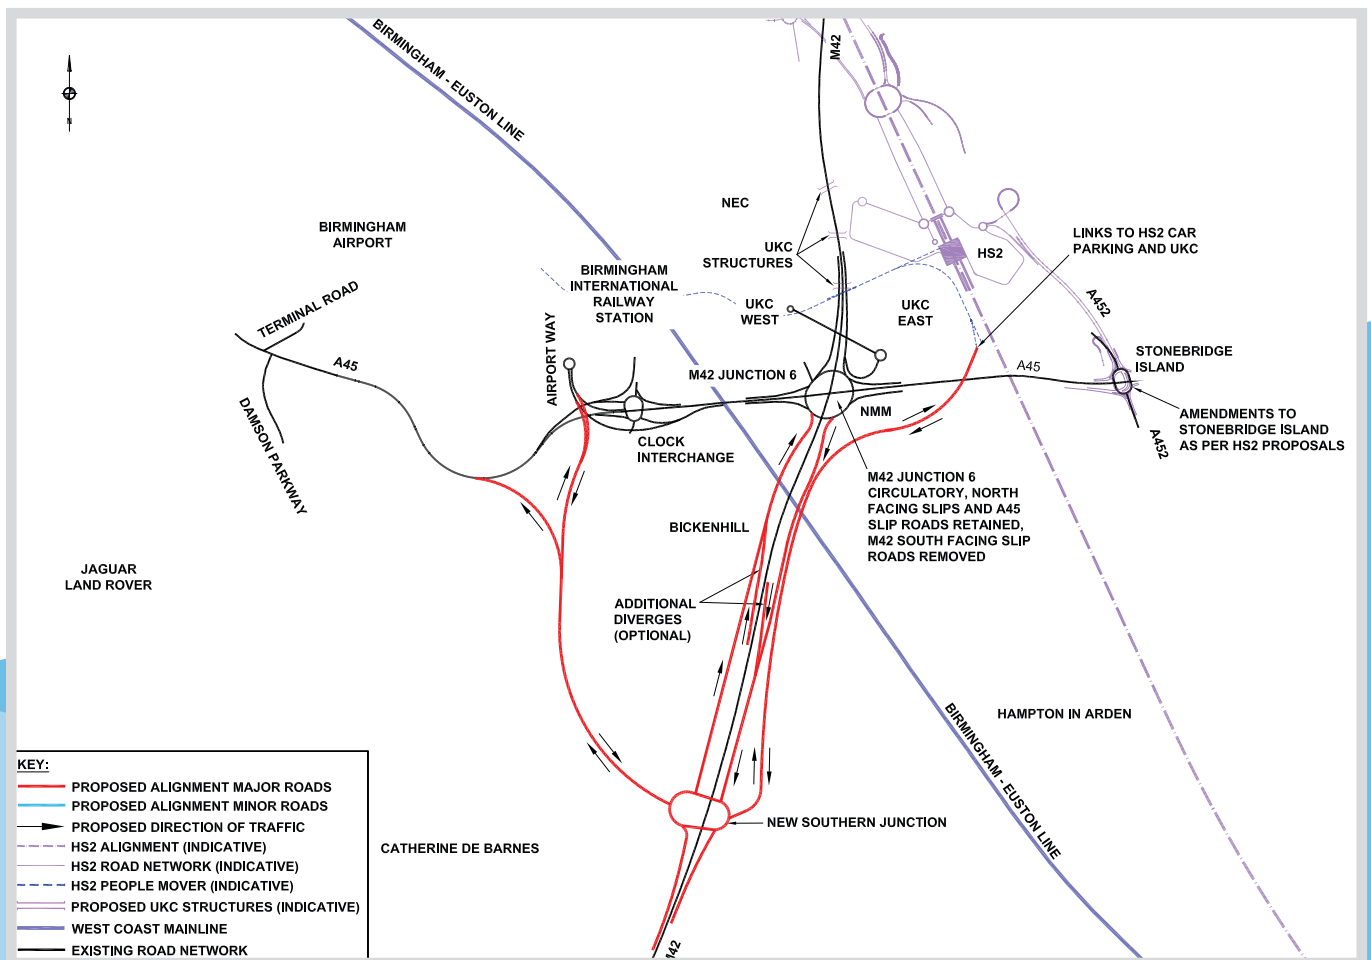 M42
BIRMINGHAM - EUSTON LINE
N
NEC
BIRMINGHAM
AIRPORT
UKC
STRUCTURES
HS2
LINKS TO HS2 CAR
PARKING AND UKC
BIRMINGHAM
INTERNATIONAL
RAILWAY
STATION
UKC
WEST
UKC
EAST
A452
TERMINAL ROAD
A45
AIRPORT WAY
M42 JUNCTION 6
A45
STONEBRIDGE
ISLAND
DAMSON PARKWAY
NMM
CLOCK
INTERCHANGE
A452
AMENDMENTS TO
STONEBRIDGE ISLAND
AS PER HS2 PROPOSALS
M42 JUNCTION 6
CIRCULATORY, NORTH
FACING SLIPS AND A45
SLIP ROADS RETAINED,
M42 SOUTH FACING SLIP
ROADS REMOVED
BICKENHILL
JAGUAR
LAND ROVER
ADDITIONAL
DIVERGES
(OPTIONAL)
HAMPTON IN ARDEN
BIRMINGHAM - EUSTON LINE
NEW SOUTHERN JUNCTION
CATHERINE DE BARNES
M42
KEY:
PROPOSED ALIGNMENT MAJOR ROADS
PROPOSED ALIGNMENT MINOR ROADS
PROPOSED DIRECTION OF TRAFFIC
HS2 ALIGNMENT (INDICATIVE)
HS2 ROAD NETWORK (INDICATIVE)
HS2 PEOPLE MOVER (INDICATIVE)
PROPOSED UKC STRUCTURES (INDICATIVE)
WEST COAST MAINLINE
EXISTING ROAD NETWORK